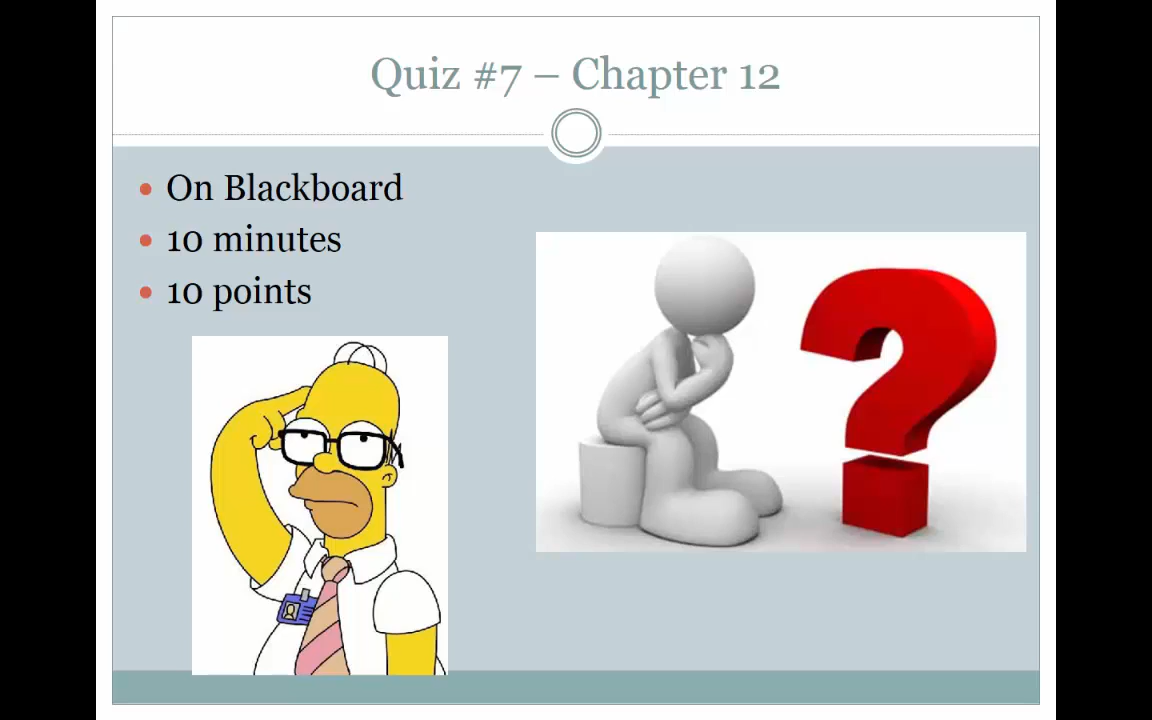 Quiz #7 – Chapter 12
On Blackboard
10 minutes
10 points
?